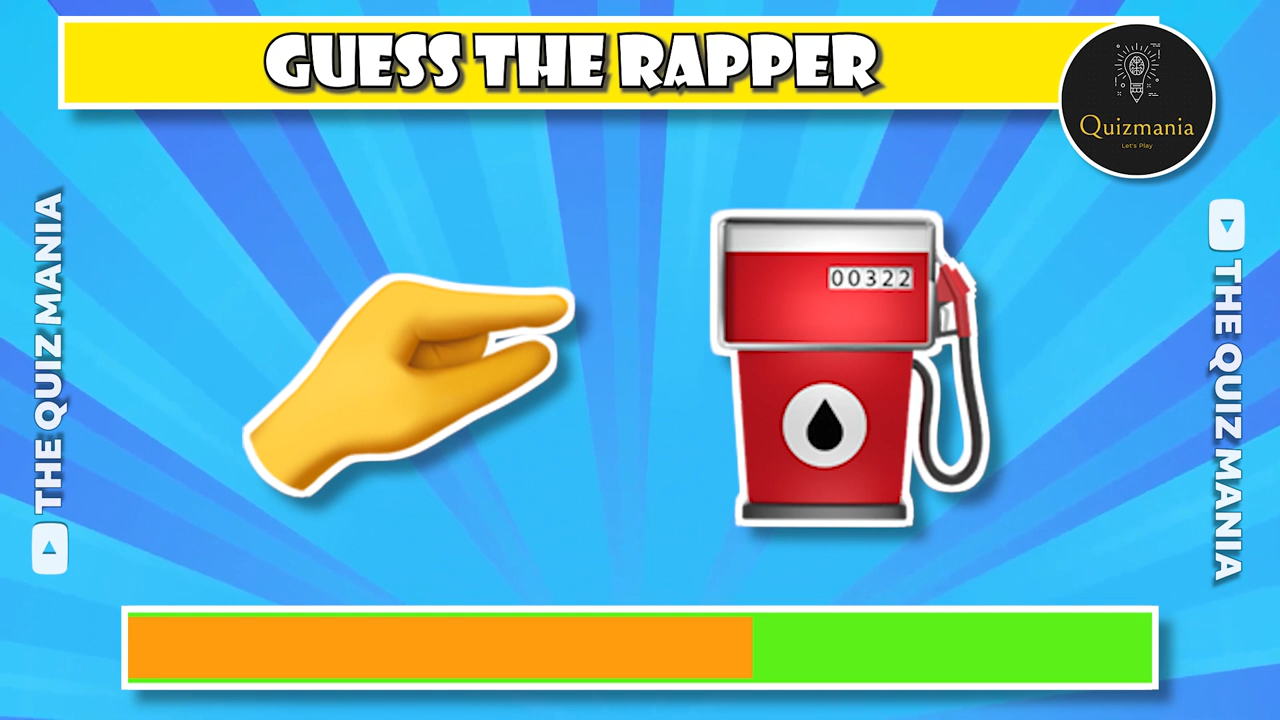 GUESS THE RAPPER
Quizmania
Let's Play
THE QUIZ MANIA
THE QUIZ MANIA
00322